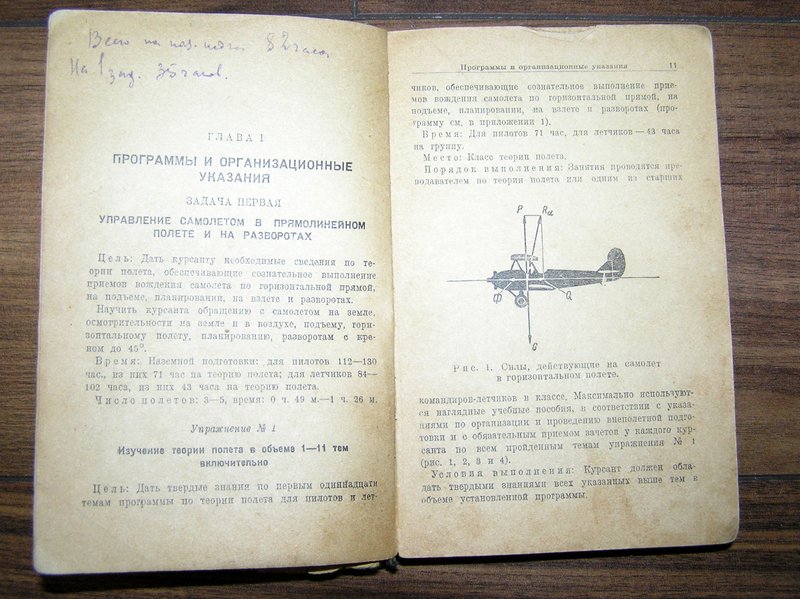 Всего на 82 часа
На 1 зад. 35 часов.
ГЛАВА I
ПРОГРАММЫ И ОРГАНИЗАЦИОННЫЕ
УКАЗАНИЯ
ЗАДАЧА ПЕРВАЯ
УПРАВЛЕНИЕ САМОЛЕТОМ В ПРЯМОЛИНЕЙНОМ
ПОЛЕТЕ И НА РАЗВОРОТАХ
Цель: Дать курсанту необходимые сведения по те-
ории полета, обеспечивающие сознательное выполнение
приемов вождения самолета по горизонтальной прямой,
на подъеме, планировании, на взлете и разворотах.
Научить курсанта обращению с самолетом на земле,
осмотрительности на земле и в воздухе, подъему, гори-
зонтальному полету, планированию, разворотам с кре-
ном до 45°.
Время: Наземной подготовки: для пилотов 112—130
час., из них 71 час на теорию полета; для летчиков 84—
102 часа, из них 43 часа на теорию полета.
Число полетов: 3—5, время: 0 ч. 49 м.—1 ч. 26 м.
Упражнение № 1
Изучение теории полета в объеме 1—11 тем
включительно
Цель: Дать твердые знания по первым одиннадцати
темам программы по теории полета для пилотов и лет-
Программы и организационные указания 11
чиков, обеспечивающие сознательное выполнение прие-
мов вождения самолета по горизонтальной прямой, на
подъеме, планировании, на взлете и разворотах (про-
грамму см. в приложении 1).
Время: Для пилотов 71 час, для летчиков — 43 часа
на группу.
Место: Класс теории полета.
Порядок выполнения: Занятия проводятся пре-
подавателем по теории полета или одним из старших
P Rα
Ф Q
G
Рис. 1. Силы, действующие на самолет
в горизонтальном полете.
командиров-летчиков в классе. Максимально используют-
ся наглядные учебные пособия, в соответствии с указа-
ниями по организации и проведению внеполетной подго-
товки и с обязательным приемом зачетов у каждого кур-
санта по всем пройденным темам упражнения № 1
(рис. 1, 2, 3 и 4).
Условия выполнения: Курсант должен обла-
дать твердыми знаниями всех указанных выше тем в
объеме установленной программы.